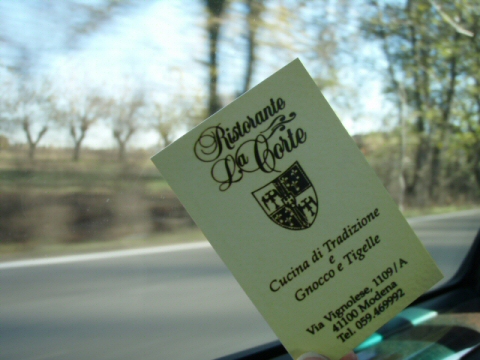 Ristorante
La Corte
Cucina di Tradizione
e
Gnocco e Tigelle
Via Vignolese, 1109/A
41100 Modena
Tel. 059.469992